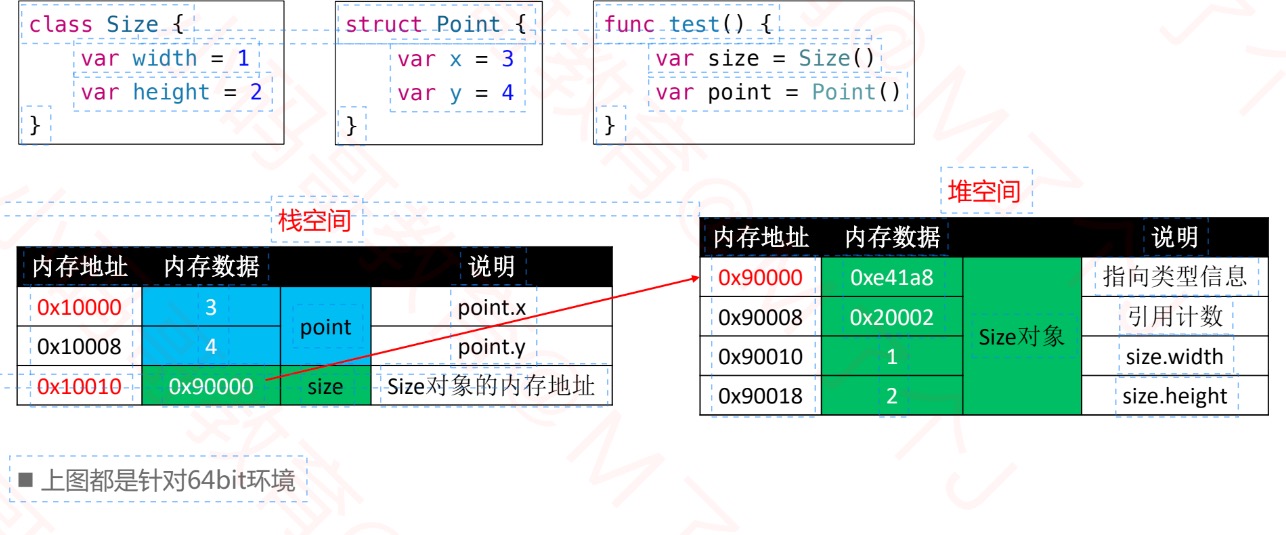 class Size {
var width = 1
var height = 2
}
struct Point {
var x = 3
var y = 4
}
func test() {
var size = Size()
var point = Point()
}
栈空间
内存地址 内存数据 说明
0x10000 3 point point.x
0x10008 4 point.y
0x10010 0x90000 size Size对象的内存地址
堆空间
内存地址 内存数据 说明
0x90000 0xe41a8 Size对象 指向类型信息
0x90008 0x20002 引用计数
0x90010 1 size.width
0x90018 2 size.height
■ 上图都是针对64bit环境